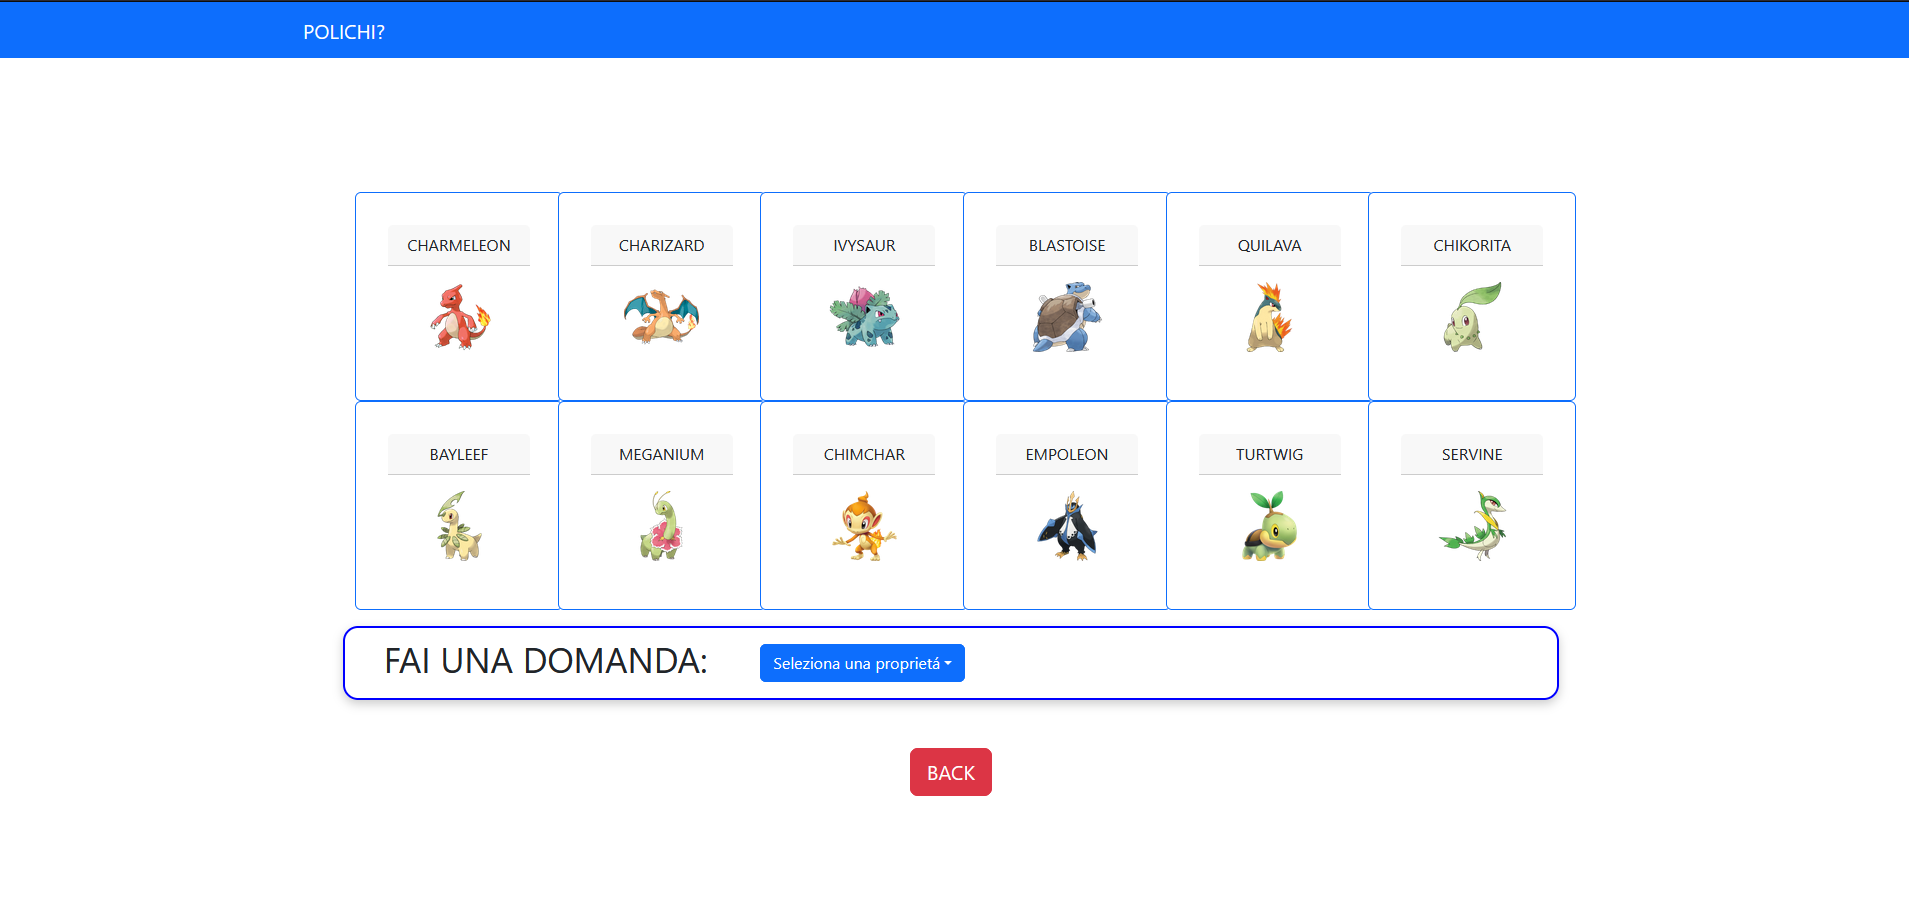 POLICHI?
CHARMELEON
CHARIZARD
IVYSAUR
BLASTOISE
QUILAVA
CHIKORITA
BAYLEEF
MEGANIUM
CHIMCHAR
EMPOLEON
TURTWIG
SERVINE
FAI UNA DOMANDA:
Seleziona una proprietá
BACK